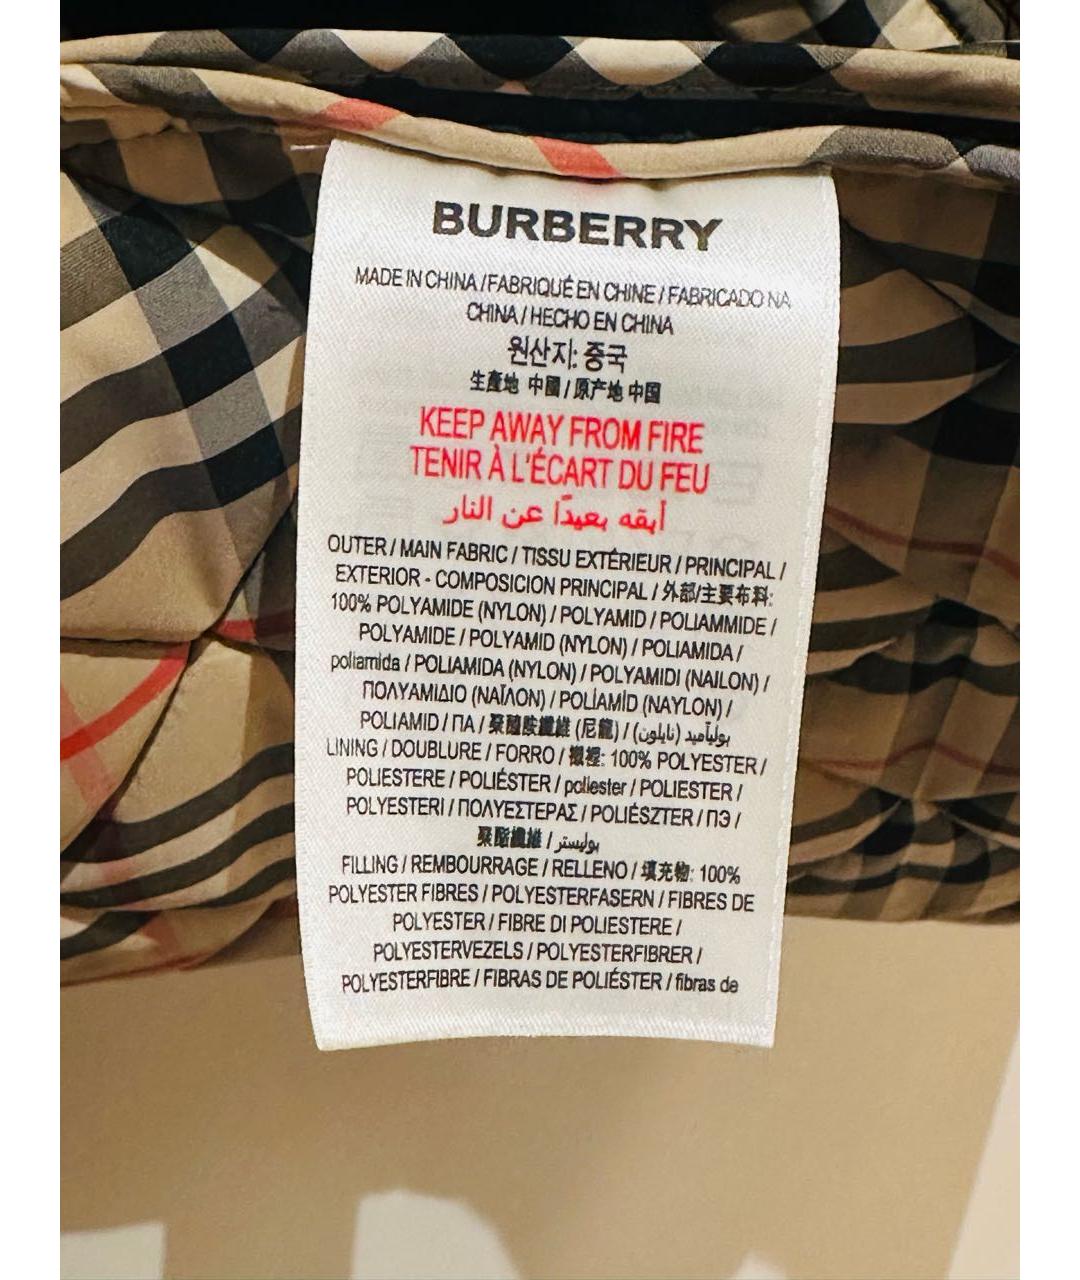 BURBERRY
MADE IN CHINA / FABRIQUÉ EN CHINE / FABRICADO NA
CHINA / HECHO EN CHINA
원산지: 중국
生產地 中國 / 原产地 中国
KEEP AWAY FROM FIRE
TENIR À L'ÉCART DU FEU
أبقه بعيدًا عن النار
OUTER / MAIN FABRIC / TISSU EXTÉRIEUR / PRINCIPAL /
EXTERIOR - COMPOSICION PRINCIPAL / 外部/主要布料:
100% POLYAMIDE (NYLON) / POLYAMID / POLIAMMIDE /
POLYAMIDE / POLYAMID (NYLON) / POLIAMIDA /
poliamida / POLIAMIDA (NYLON) / POLYAMIDI (NAILON) /
ΠΟΛΥΑΜΙΔΙΟ (ΝΑΪΛΟΝ) / POLÍAMÍD (NAYLON) /
POLIAMID / ПА / 聚醯胺纖維 (尼龍) / بوليآميد (نايلون)
LINING / DOUBLURE / FORRO / 襯裡: 100% POLYESTER /
POLIESTERE / POLIÉSTER / poliester / POLIESTER /
POLYESTERI / ΠΟΛΥΕΣΤΕΡΑΣ / POLIÉSZTER / ПЭ /
聚酯纖維 / بوليستر
FILLING / REMBOURRAGE / RELLENO / 填充物: 100%
POLYESTER FIBRES / POLYESTERFASERN / FIBRES DE
POLYESTER / FIBRE DI POLIESTERE /
POLYESTERVEZELS / POLYESTERFIBRER /
POLYESTERFIBRE / FIBRAS DE POLIÉSTER / fibras de